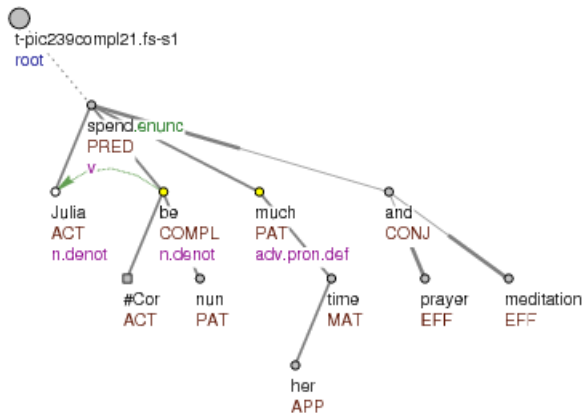 t-pic239compl21.fs-s1
root
spend.enunc
PRED
v
Julia be much and
ACT COMPL PAT CONJ
n.denot n.denot adv.pron.def
#Cor nun time prayer meditation
ACT PAT MAT EFF EFF
her
APP